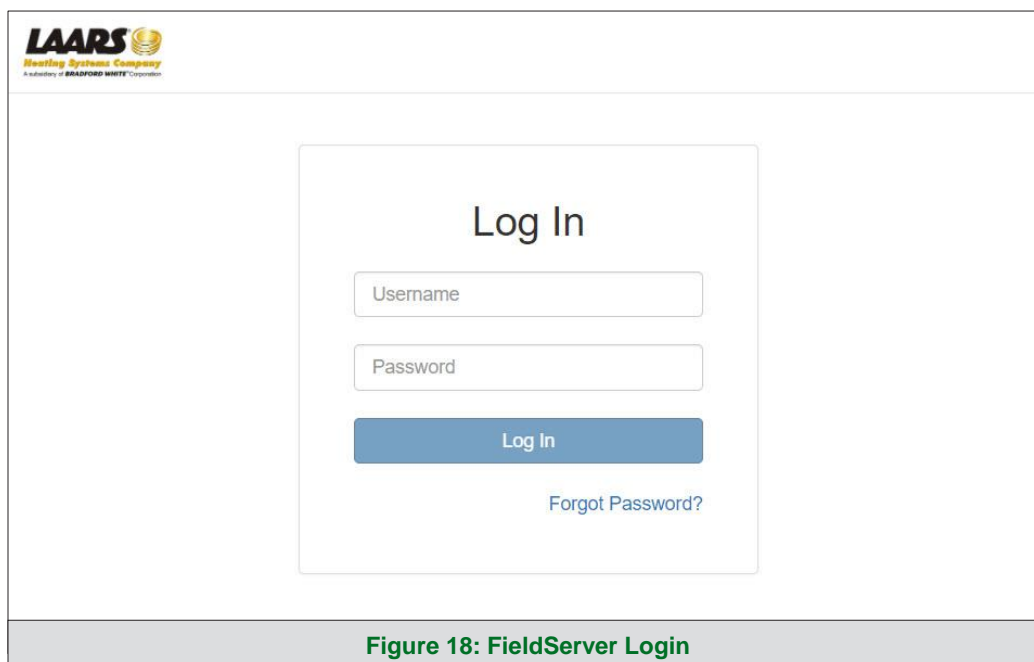 LAARS
Heating Systems Company
A subsidiary of BRADFORD WHITE Corporation
Log In
Username
Password
Log In
Forgot Password?
Figure 18: FieldServer Login